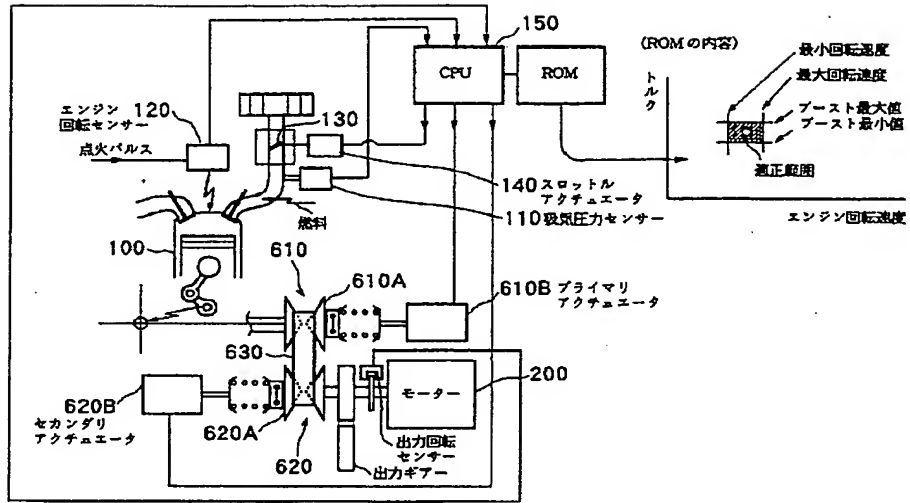 150
CPU
ROM
(ROMの内容)
最小回転速度
最大回転速度
トルク
ブースト最大値
ブースト最小値
適正範囲
エンジン回転速度
エンジン
回転センサー
120
点火パルス
130
140 スロットル
アクチュエータ
110 吸気圧力センサー
燃料
100
610
610A
610B プライマリ
アクチュエータ
630
620B
セカンダリ
アクチュエータ
620A
620
モーター
200
出力回転
センサー
出力ギアー